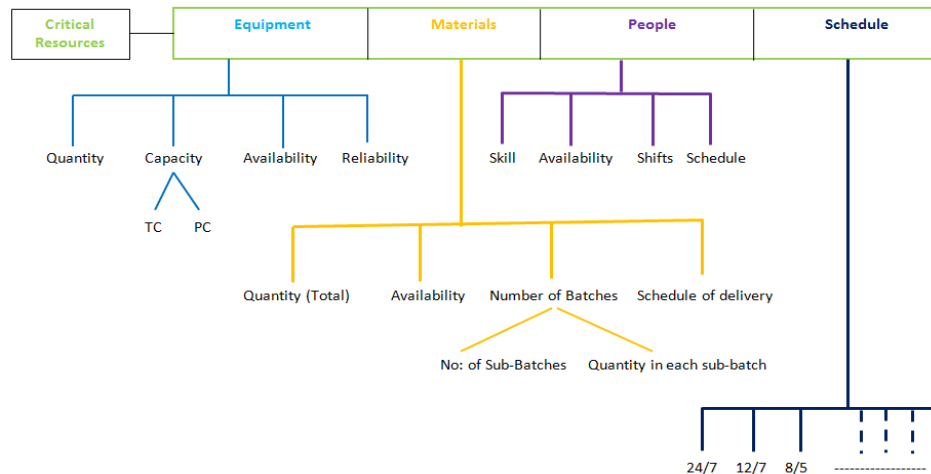 Critical
Resources
Equipment
Materials
People
Schedule
Quantity
Capacity
Availability
Reliability
Skill
Availability
Shifts
Schedule
TC
PC
Quantity (Total)
Availability
Number of Batches
Schedule of delivery
No: of Sub-Batches
Quantity in each sub-batch
24/7
12/7
8/5
------------------